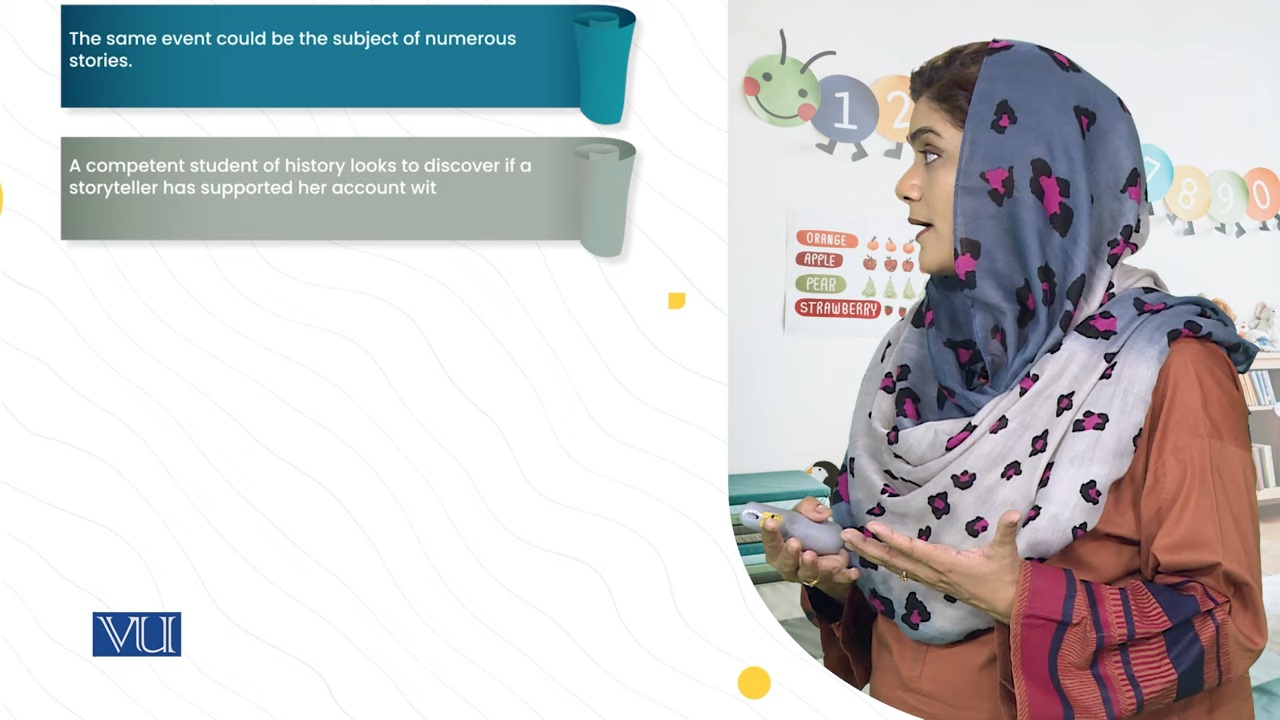 The same event could be the subject of numerous
stories.
A competent student of history looks to discover if a
storyteller has supported her account wit
1 2
7 8 9 0
ORANGE
APPLE
PEAR
STRAWBERRY
VU